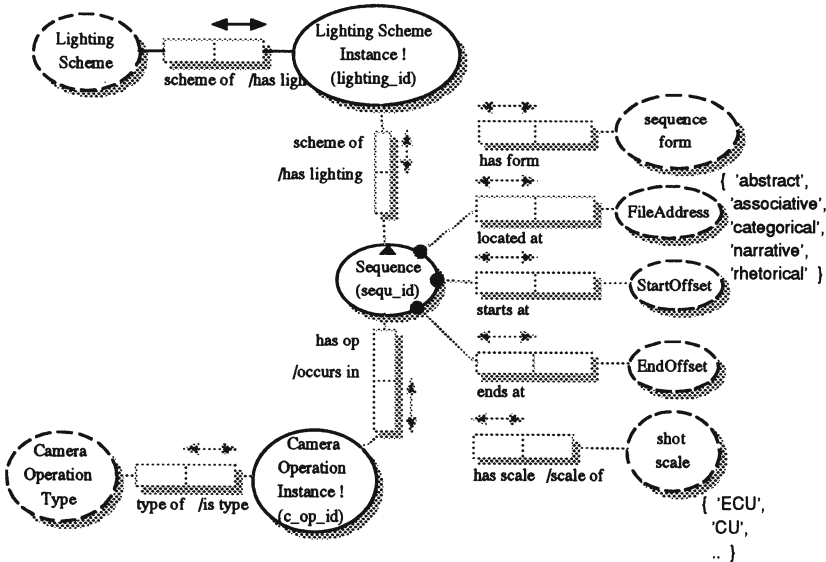 Lighting
Scheme
scheme of /has ligh
Lighting Scheme
Instance !
(lighting_id)
scheme of
/has lighting
Sequence
(sequ_id)
has op
/occurs in
Camera
Operation
Type
type of /is type
Camera
Operation
Instance !
(c_op_id)
has form
sequence
form
located at
FileAddress
{ 'abstract',
'associative',
'categorical',
'narrative',
'rhetorical' }
starts at
StartOffset
ends at
EndOffset
has scale /scale of
shot
scale
{ 'ECU',
'CU',
.. }